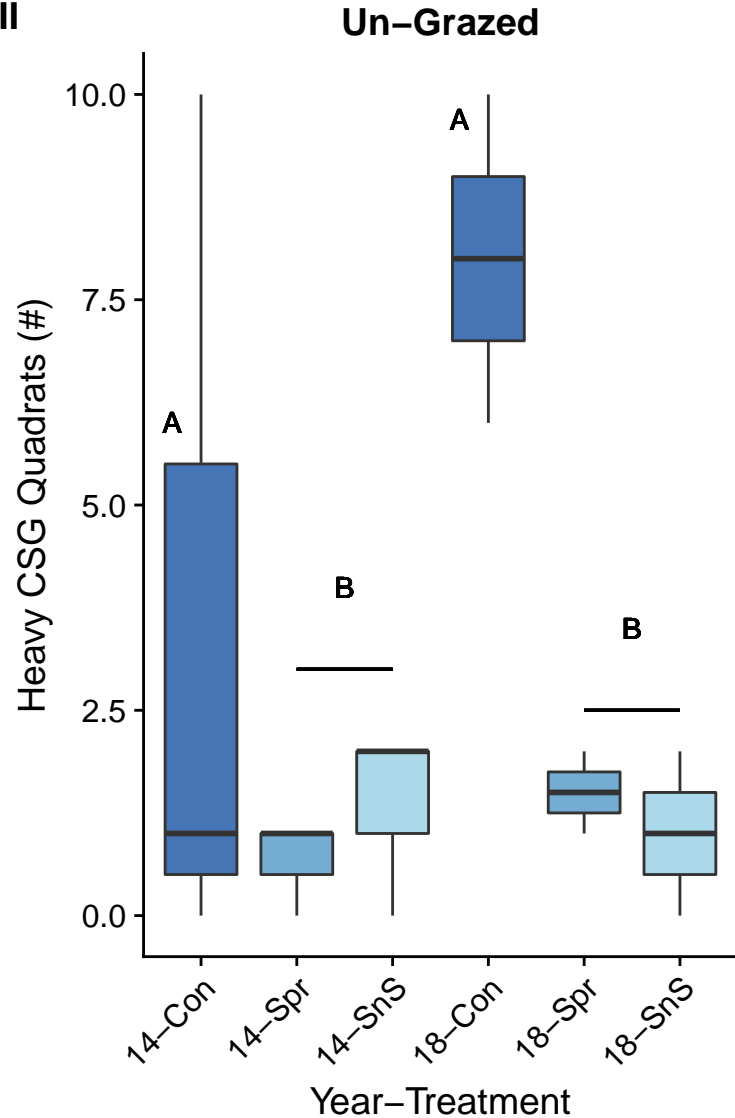 II
Un−Grazed
Heavy CSG Quadrats (#)
10.0
7.5
5.0
2.5
0.0
A
B
A
B
14−Con
14−Spr
14−SnS
18−Con
18−Spr
18−SnS
Year−Treatment